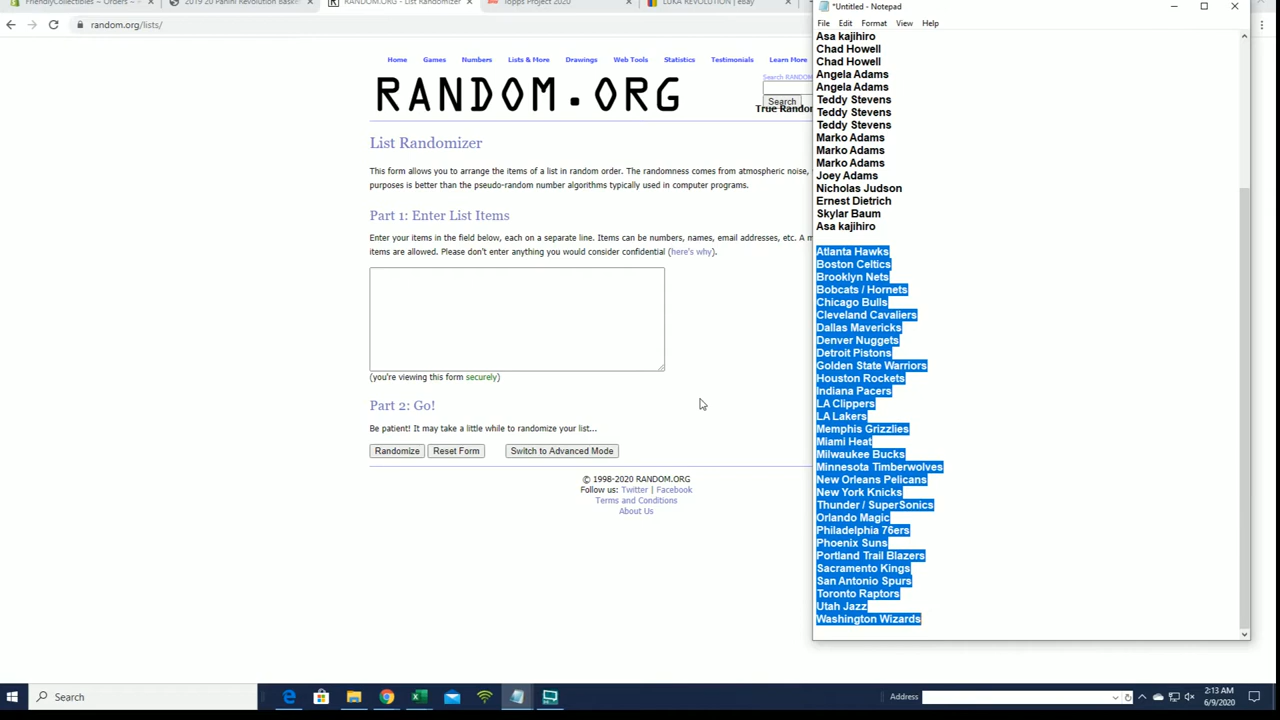 FriendlyCollectibles ~ Orders ~
2019 20 Panini Revolution Basket
RANDOM.ORG - List Randomizer
Topps Project 2020
LUKA REVOLUTION | eBay
random.org/lists/
Home Games Numbers Lists & More Drawings Web Tools Statistics Testimonials Learn More
Search RANDOM
RANDOM.ORG
Search
True Random
List Randomizer
This form allows you to arrange the items of a list in random order. The randomness comes from atmospheric noise,
purposes is better than the pseudo-random number algorithms typically used in computer programs.
Part 1: Enter List Items
Enter your items in the field below, each on a separate line. Items can be numbers, names, email addresses, etc. A m
items are allowed. Please don't enter anything you would consider confidential (here's why).
(you're viewing this form securely)
Part 2: Go!
Be patient! It may take a little while to randomize your list...
Randomize Reset Form Switch to Advanced Mode
© 1998-2020 RANDOM.ORG
Follow us: Twitter | Facebook
Terms and Conditions
About Us
*Untitled - Notepad
File Edit Format View Help
Asa kajihiro
Chad Howell
Chad Howell
Angela Adams
Angela Adams
Teddy Stevens
Teddy Stevens
Teddy Stevens
Marko Adams
Marko Adams
Marko Adams
Joey Adams
Nicholas Judson
Ernest Dietrich
Skylar Baum
Asa kajihiro
Atlanta Hawks
Boston Celtics
Brooklyn Nets
Bobcats / Hornets
Chicago Bulls
Cleveland Cavaliers
Dallas Mavericks
Denver Nuggets
Detroit Pistons
Golden State Warriors
Houston Rockets
Indiana Pacers
LA Clippers
LA Lakers
Memphis Grizzlies
Miami Heat
Milwaukee Bucks
Minnesota Timberwolves
New Orleans Pelicans
New York Knicks
Thunder / SuperSonics
Orlando Magic
Philadelphia 76ers
Phoenix Suns
Portland Trail Blazers
Sacramento Kings
San Antonio Spurs
Toronto Raptors
Utah Jazz
Washington Wizards
Search
Address
2:13 AM
6/9/2020